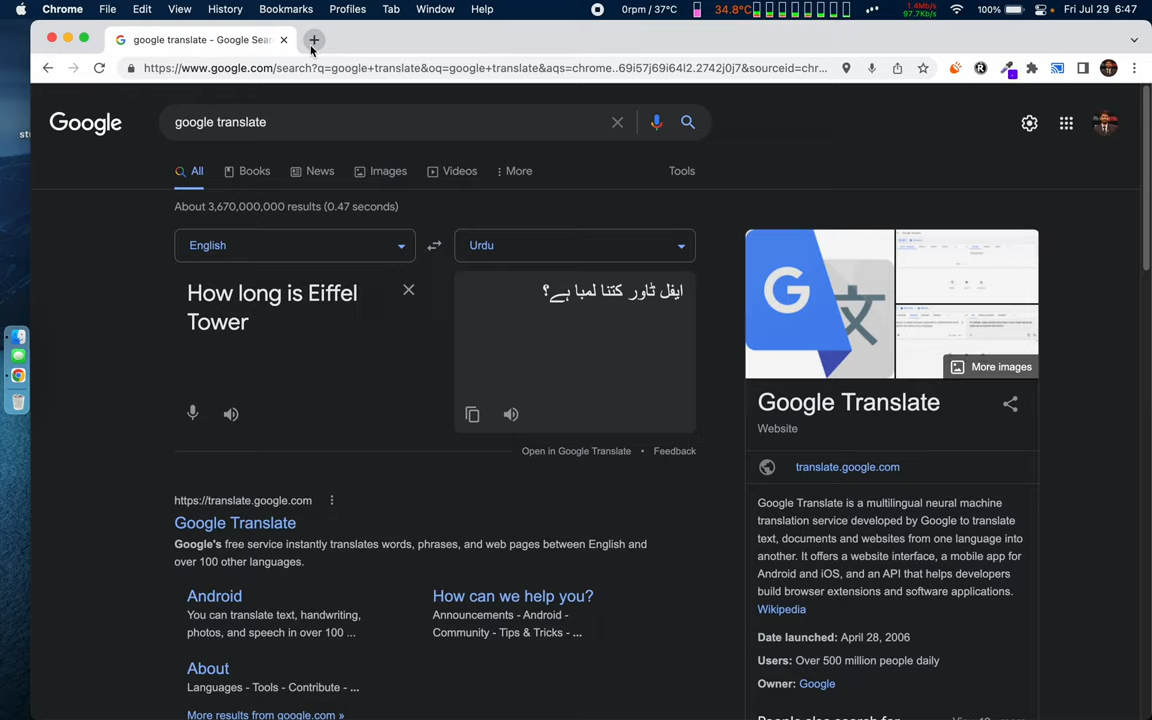 Chrome File Edit View History Bookmarks Profiles Tab Window Help 0rpm / 37°C 34.8°C 1.4Mb/s 97.7Kb/s 100% Fri Jul 29 6:47
google translate - Google Sear
https://www.google.com/search?q=google+translate&oq=google+translate&aqs=chrome..69i57j69i64l2.2742j0j7&sourceid=chr...
Google google translate
All Books News Images Videos More Tools
About 3,670,000,000 results (0.47 seconds)
English Urdu
How long is Eiffel
Tower
ایفل ٹاور کتنا لمبا ہے؟
Open in Google Translate • Feedback
https://translate.google.com
Google Translate
Google's free service instantly translates words, phrases, and web pages between English and
over 100 other languages.
Android
You can translate text, handwriting,
photos, and speech in over 100 ...
How can we help you?
Announcements - Android -
Community - Tips & Tricks - ...
About
Languages - Tools - Contribute - ...
More results from google.com »
G
More images
Google Translate
Website
translate.google.com
Google Translate is a multilingual neural machine
translation service developed by Google to translate
text, documents and websites from one language into
another. It offers a website interface, a mobile app for
Android and iOS, and an API that helps developers
build browser extensions and software applications.
Wikipedia
Date launched: April 28, 2006
Users: Over 500 million people daily
Owner: Google